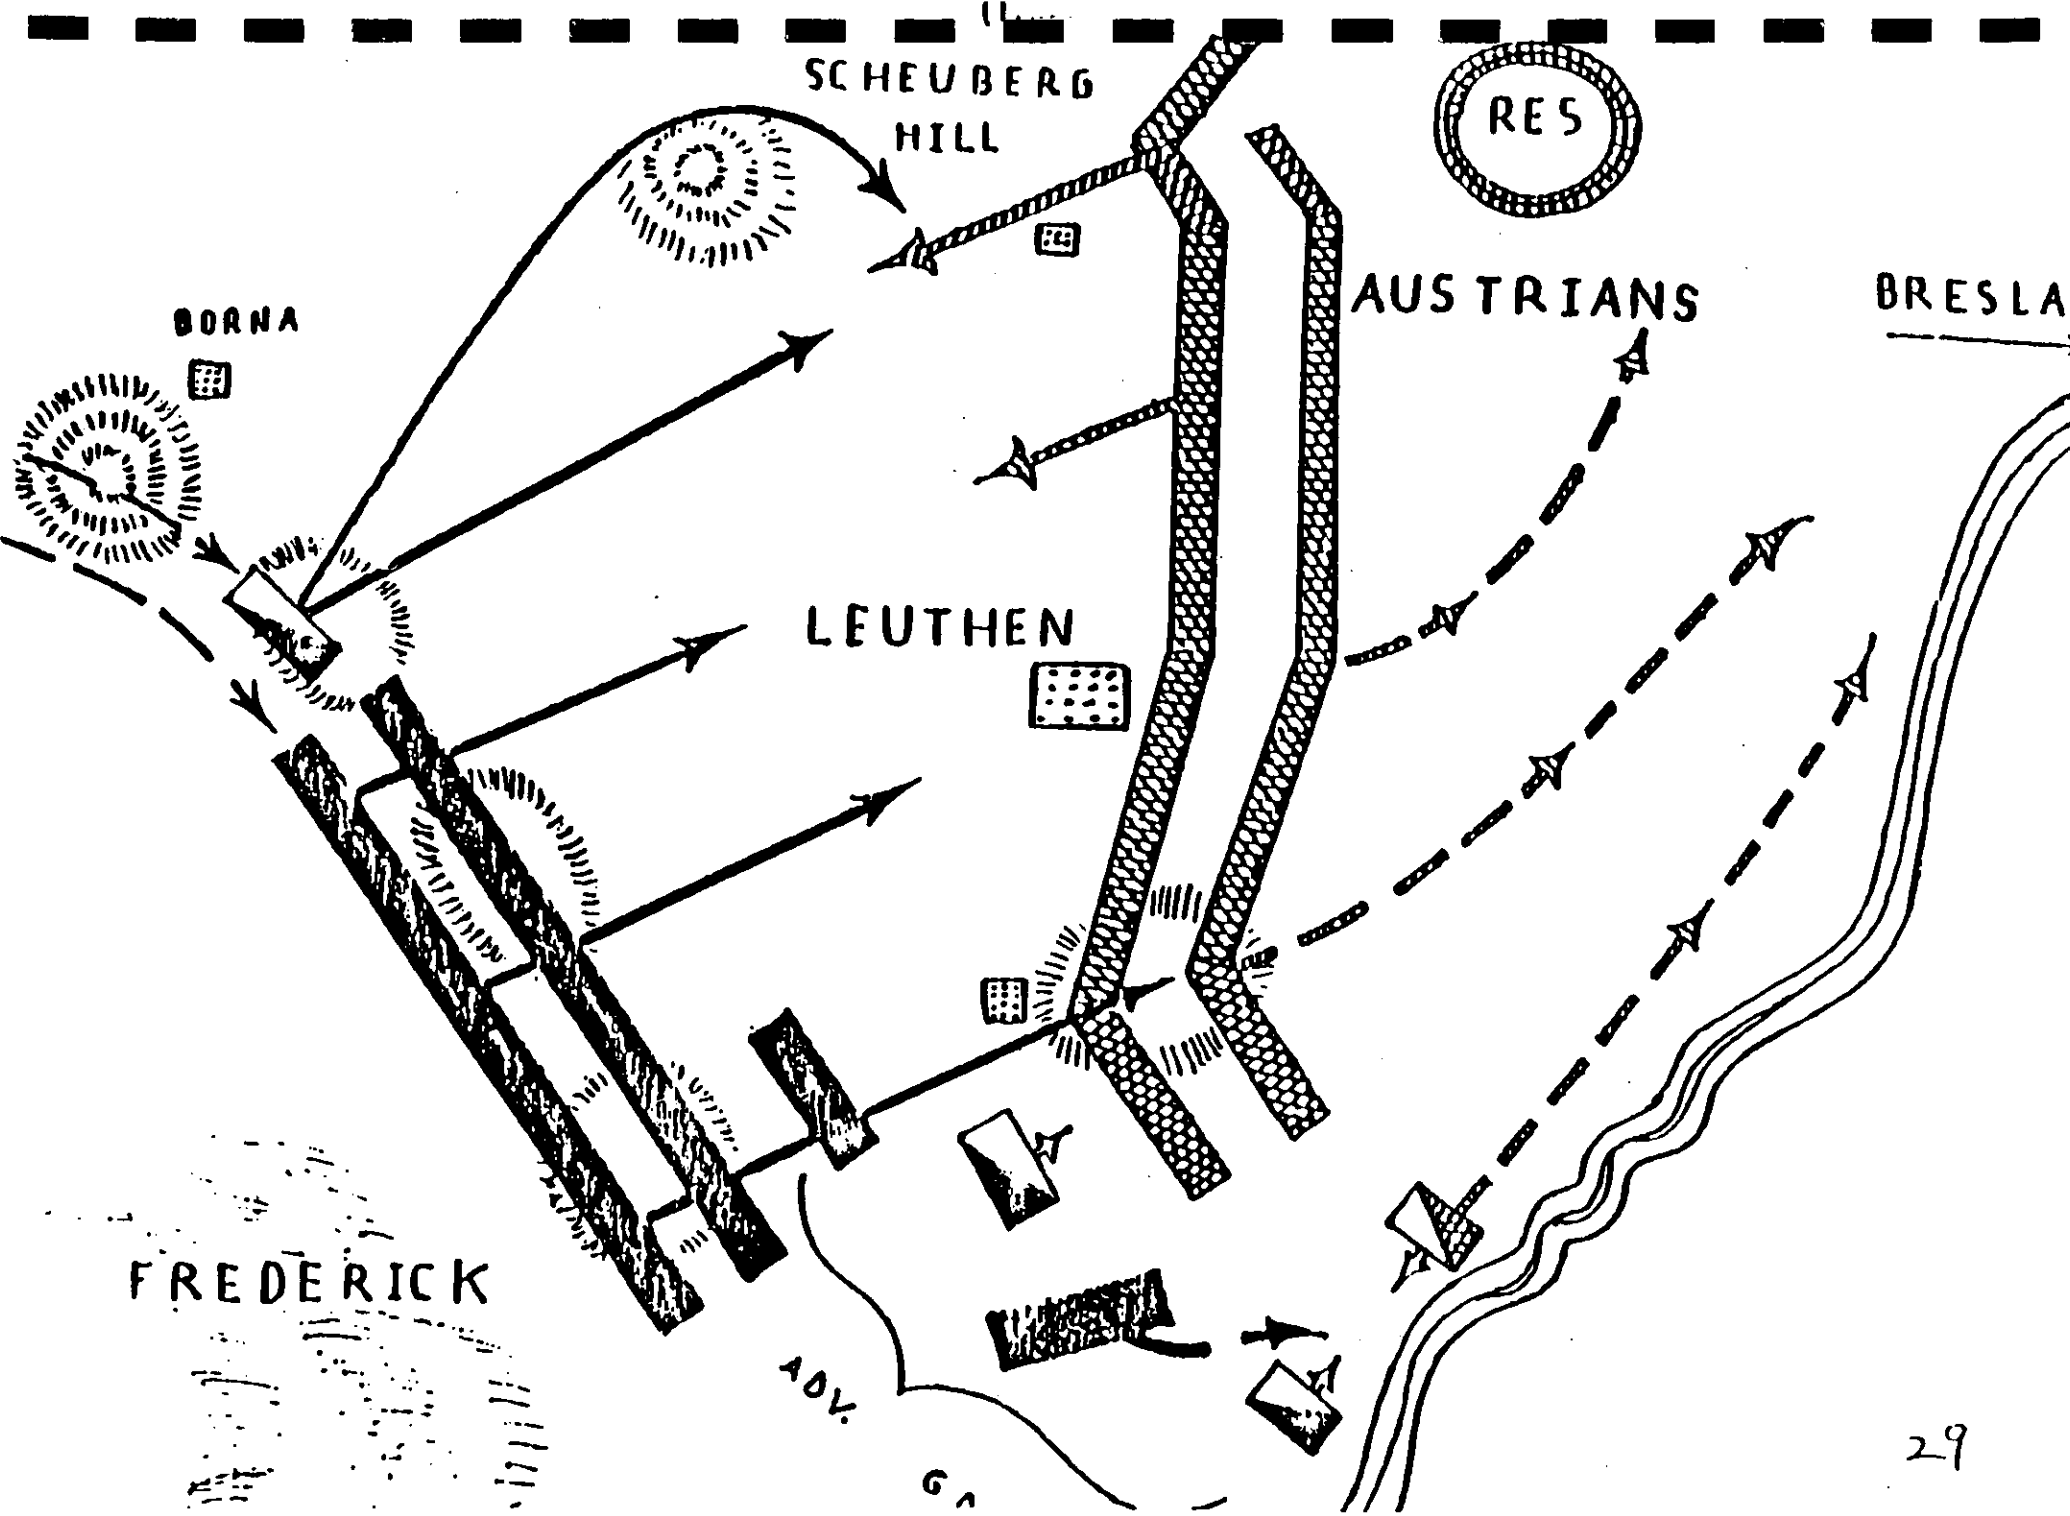 SCHEUBERG
HILL
RES
AUSTRIANS
BRESLA
BORNA
LEUTHEN
FREDERICK
ADV.
29